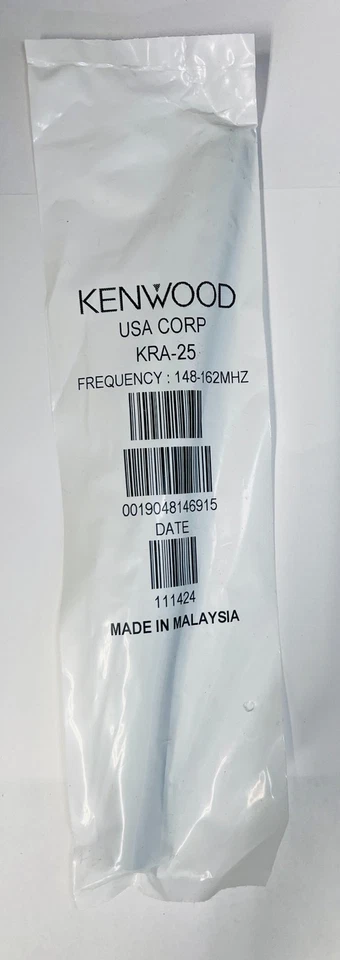 KENWOOD
USA CORP
KRA-25
FREQUENCY : 148-162MHZ
0019048146915
DATE
111424
MADE IN MALAYSIA